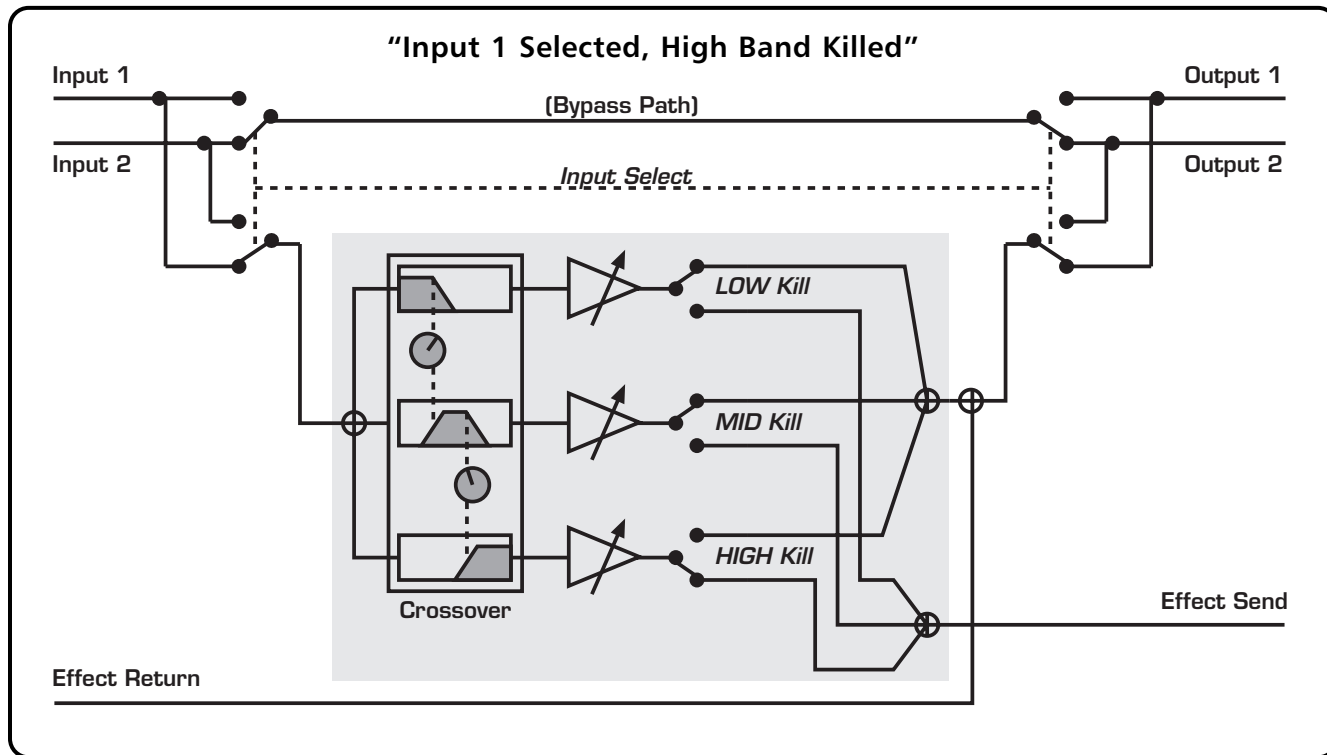 “Input 1 Selected, High Band Killed”
Input 1
Output 1
(Bypass Path)
Input 2
Output 2
Input Select
LOW Kill
MID Kill
HIGH Kill
Crossover
Effect Send
Effect Return